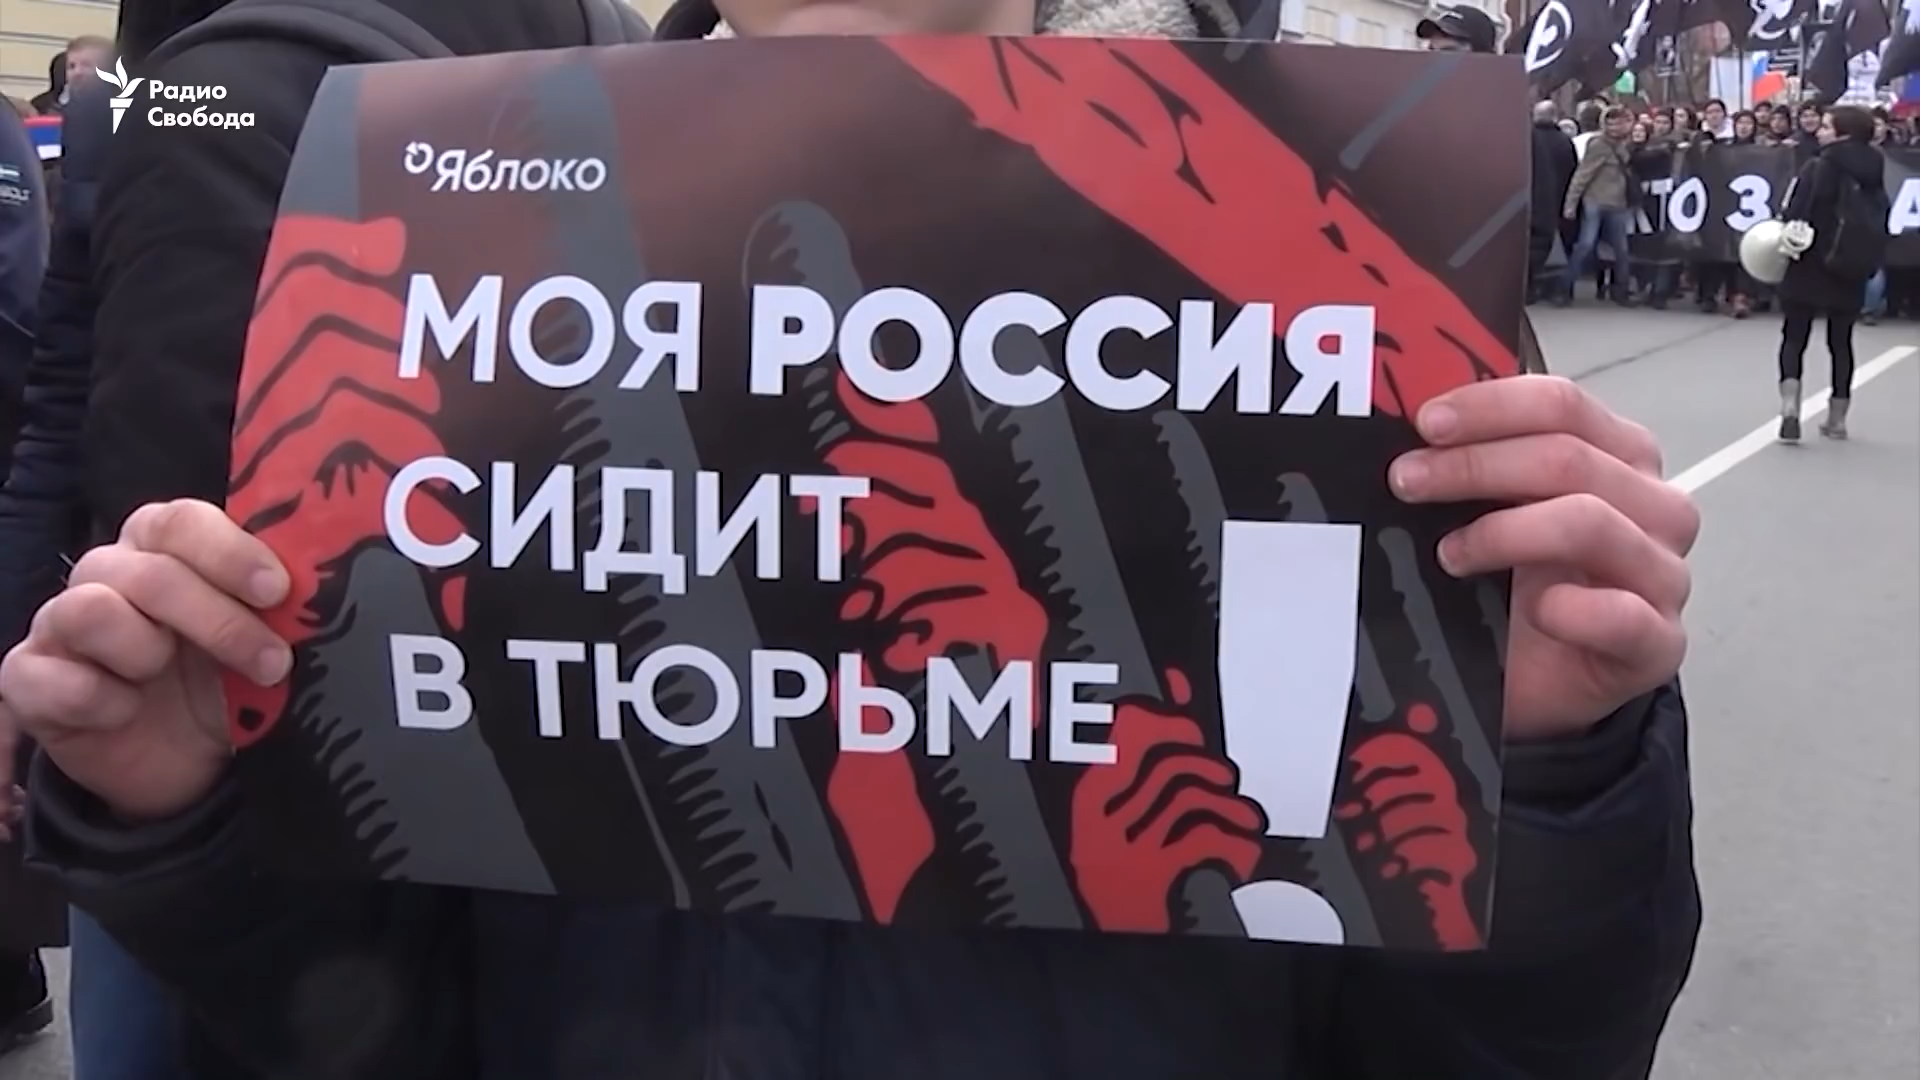 Радио
Свобода
Яблоко
МОЯ РОССИЯ
СИДИТ
В ТЮРЬМЕ!